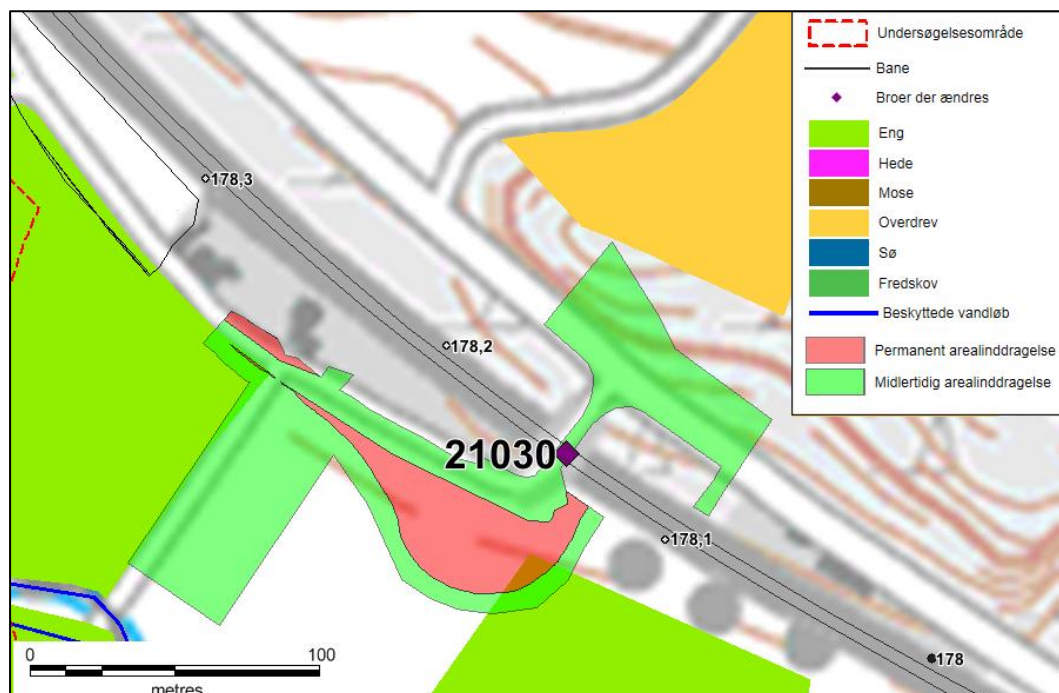 Undersøgelsesområde
Bane
Broer der ændres
Eng
Hede
Mose
Overdrev
Sø
Fredskov
Beskyttede vandløb
Permanent arealinddragelse
Midlertidig arealinddragelse
178,3
178,2
21030
178,1
178
0 100
metres